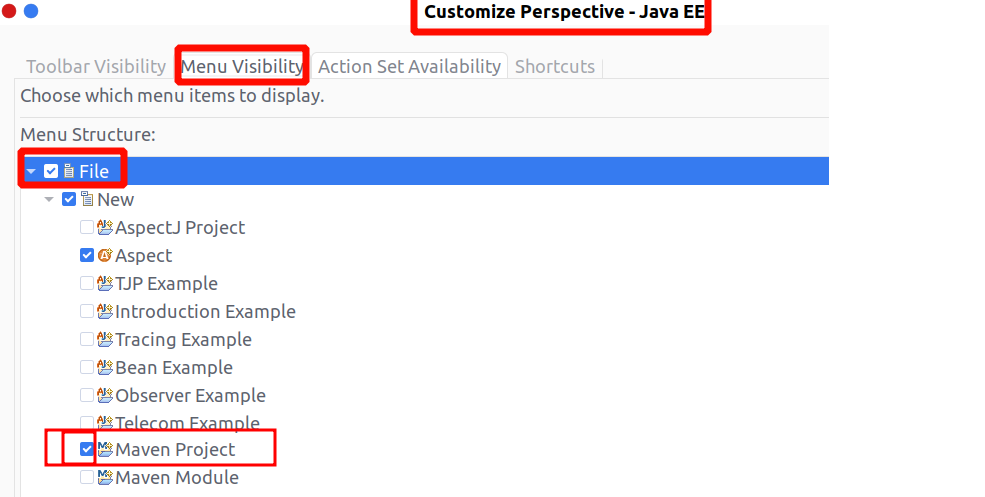 Customize Perspective - Java EE
Toolbar Visibility Menu Visibility Action Set Availability Shortcuts
Choose which menu items to display.
Menu Structure:
File
New
AspectJ Project
Aspect
TJP Example
Introduction Example
Tracing Example
Bean Example
Observer Example
Telecom Example
Maven Project
Maven Module